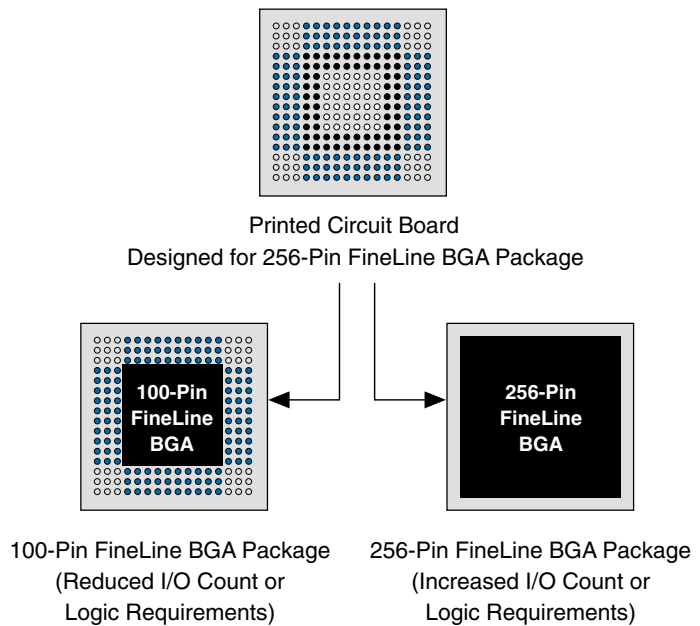 Printed Circuit Board
Designed for 256-Pin FineLine BGA Package
100-Pin
FineLine
BGA
256-Pin
FineLine
BGA
100-Pin FineLine BGA Package
(Reduced I/O Count or
Logic Requirements)
256-Pin FineLine BGA Package
(Increased I/O Count or
Logic Requirements)